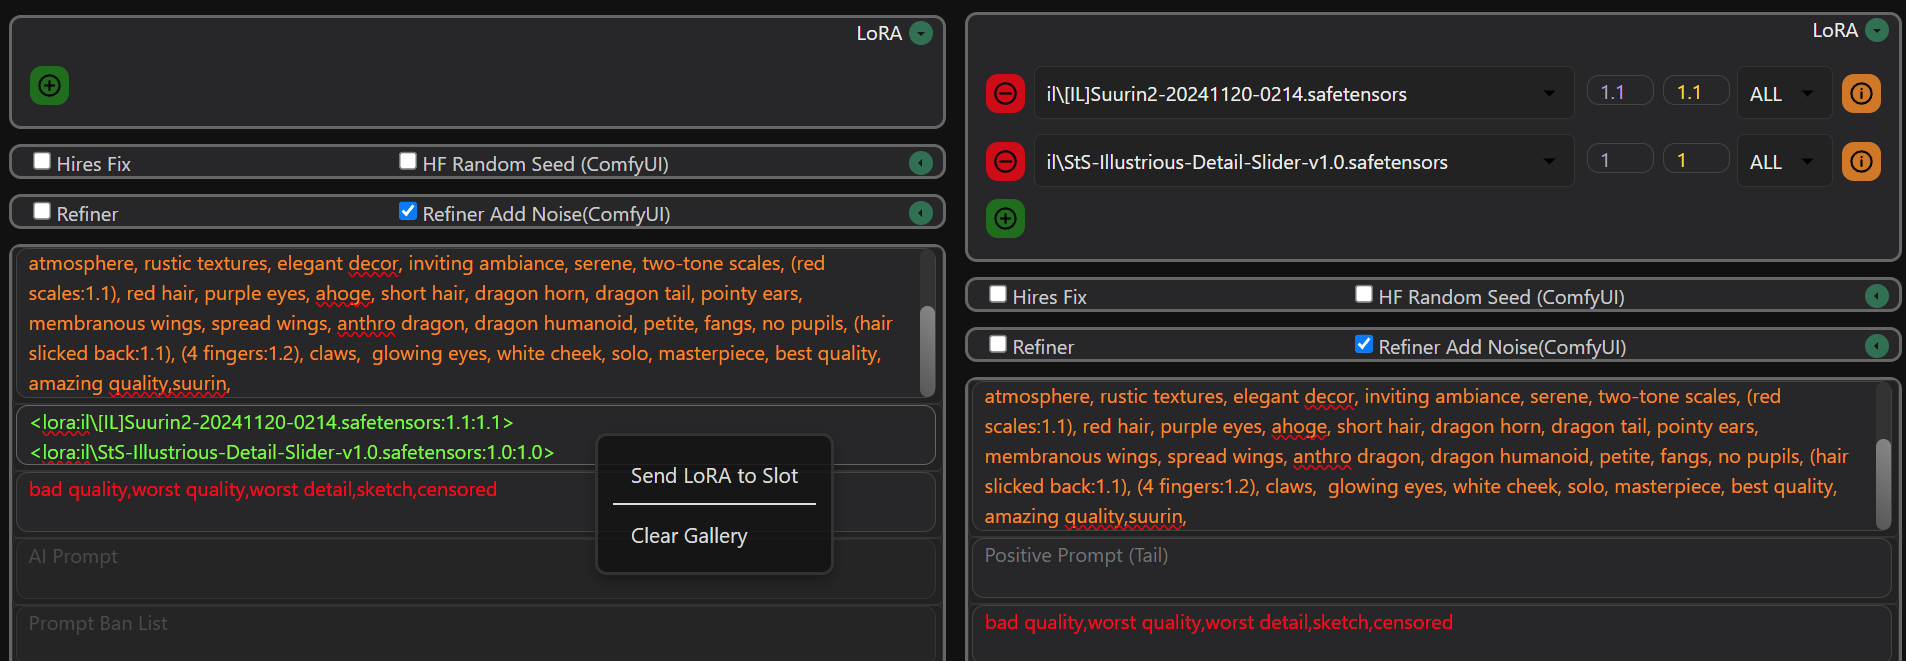 LoRA
Hires Fix
HF Random Seed (ComfyUI)
Refiner
Refiner Add Noise(ComfyUI)
atmosphere, rustic textures, elegant decor, inviting ambiance, serene, two-tone scales, (red
scales:1.1), red hair, purple eyes, ahoge, short hair, dragon horn, dragon tail, pointy ears,
membranous wings, spread wings, anthro dragon, dragon humanoid, petite, fangs, no pupils, (hair
slicked back:1.1), (4 fingers:1.2), claws,  glowing eyes, white cheek, solo, masterpiece, best quality,
amazing quality,suurin,
<lora:il\[IL]Suurin2-20241120-0214.safetensors:1.1:1.1>
<lora:il\StS-Illustrious-Detail-Slider-v1.0.safetensors:1.0:1.0>
Send LoRA to Slot
Clear Gallery
bad quality,worst quality,worst detail,sketch,censored
AI Prompt
Prompt Ban List
LoRA
il\[IL]Suurin2-20241120-0214.safetensors
1.1
1.1
ALL
il\StS-Illustrious-Detail-Slider-v1.0.safetensors
1
1
ALL
Hires Fix
HF Random Seed (ComfyUI)
Refiner
Refiner Add Noise(ComfyUI)
atmosphere, rustic textures, elegant decor, inviting ambiance, serene, two-tone scales, (red
scales:1.1), red hair, purple eyes, ahoge, short hair, dragon horn, dragon tail, pointy ears,
membranous wings, spread wings, anthro dragon, dragon humanoid, petite, fangs, no pupils, (hair
slicked back:1.1), (4 fingers:1.2), claws,  glowing eyes, white cheek, solo, masterpiece, best quality,
amazing quality,suurin,
Positive Prompt (Tail)
bad quality,worst quality,worst detail,sketch,censored